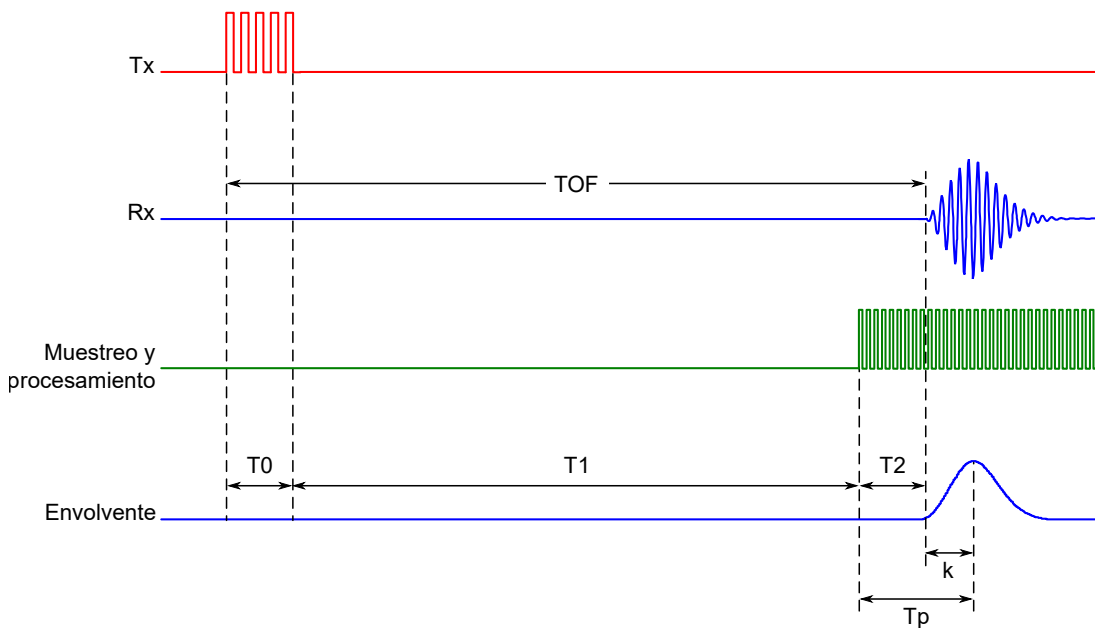 Tx
TOF
Rx
Muestreo y
procesamiento
T0
T1
T2
Envolvente
k
Tp